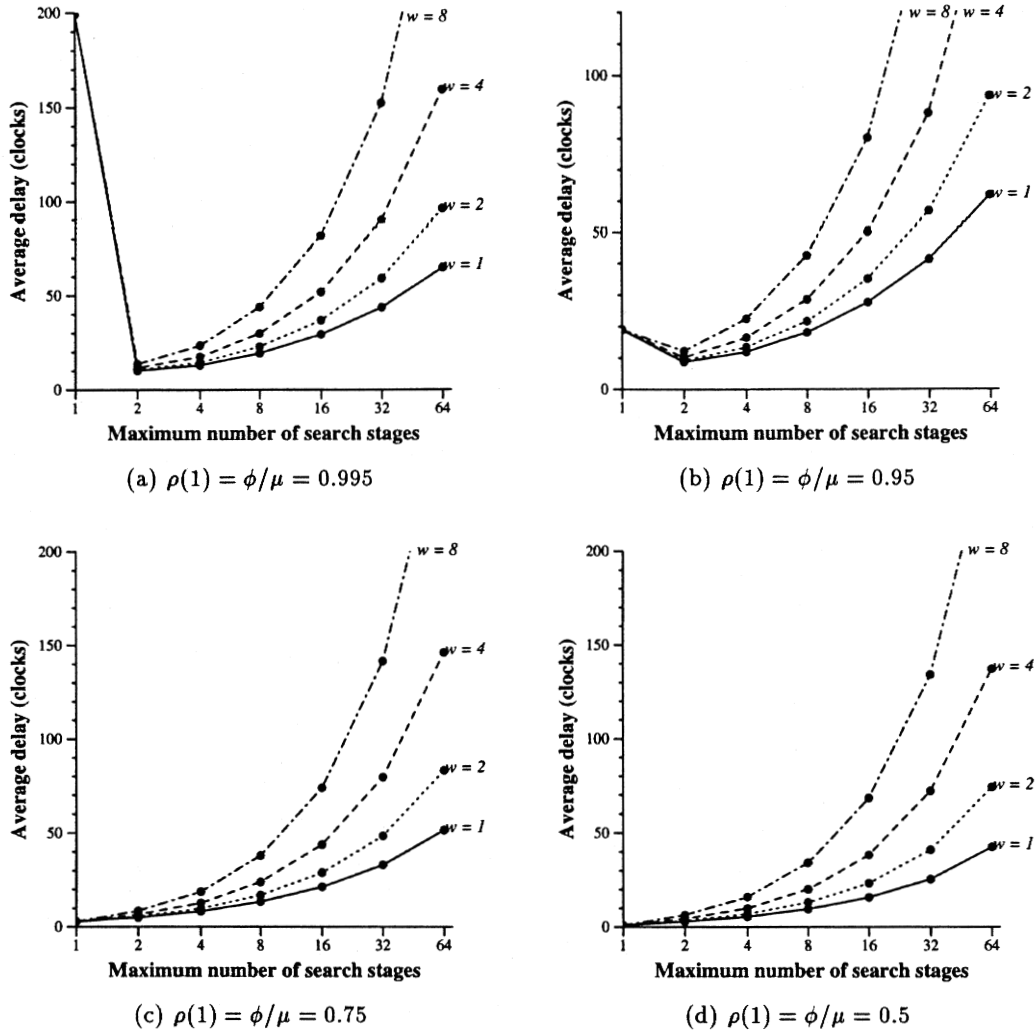 Average delay (clocks)
200
150
100
50
0
w = 8
w = 4
w = 2
w = 1
1 2 4 8 16 32 64
Maximum number of search stages
(a) ρ(1) = φ/μ = 0.995
Average delay (clocks)
100
50
0
w = 8
w = 4
w = 2
w = 1
1 2 4 8 16 32 64
Maximum number of search stages
(b) ρ(1) = φ/μ = 0.95
Average delay (clocks)
200
150
100
50
0
w = 8
w = 4
w = 2
w = 1
1 2 4 8 16 32 64
Maximum number of search stages
(c) ρ(1) = φ/μ = 0.75
Average delay (clocks)
200
150
100
50
0
w = 8
w = 4
w = 2
w = 1
1 2 4 8 16 32 64
Maximum number of search stages
(d) ρ(1) = φ/μ = 0.5